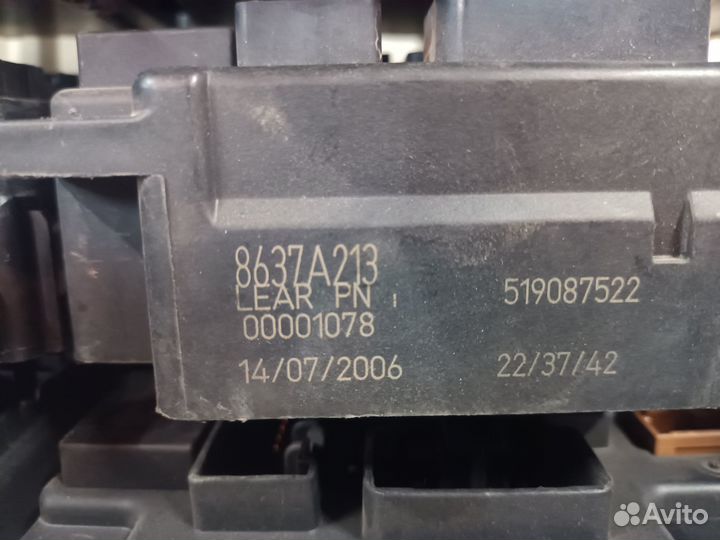 8637A213
LEAR PN : 519087522
00001078
14/07/2006 22/37/42
Avito